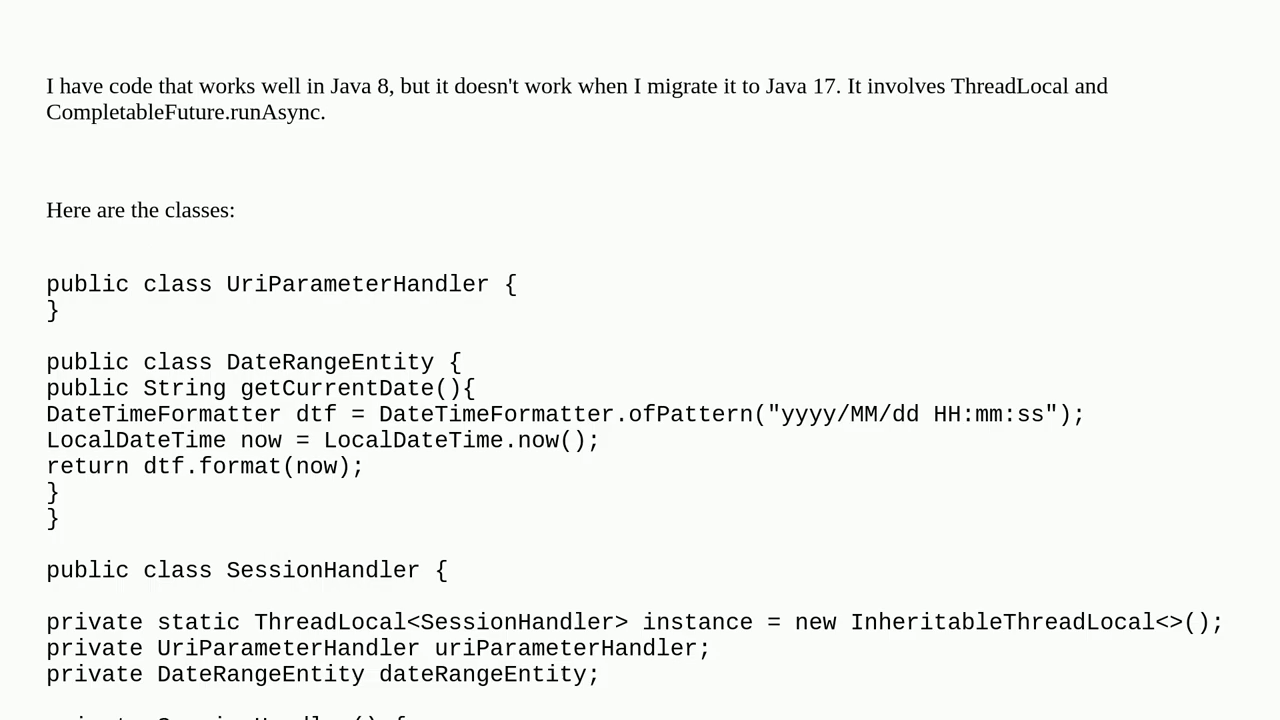 I have code that works well in Java 8, but it doesn't work when I migrate it to Java 17. It involves ThreadLocal and
CompletableFuture.runAsync.
Here are the classes:
public class UriParameterHandler {
}
public class DateRangeEntity {
public String getCurrentDate(){
DateTimeFormatter dtf = DateTimeFormatter.ofPattern("yyyy/MM/dd HH:mm:ss");
LocalDateTime now = LocalDateTime.now();
return dtf.format(now);
}
}
public class SessionHandler {
private static ThreadLocal<SessionHandler> instance = new InheritableThreadLocal<>();
private UriParameterHandler uriParameterHandler;
private DateRangeEntity dateRangeEntity;